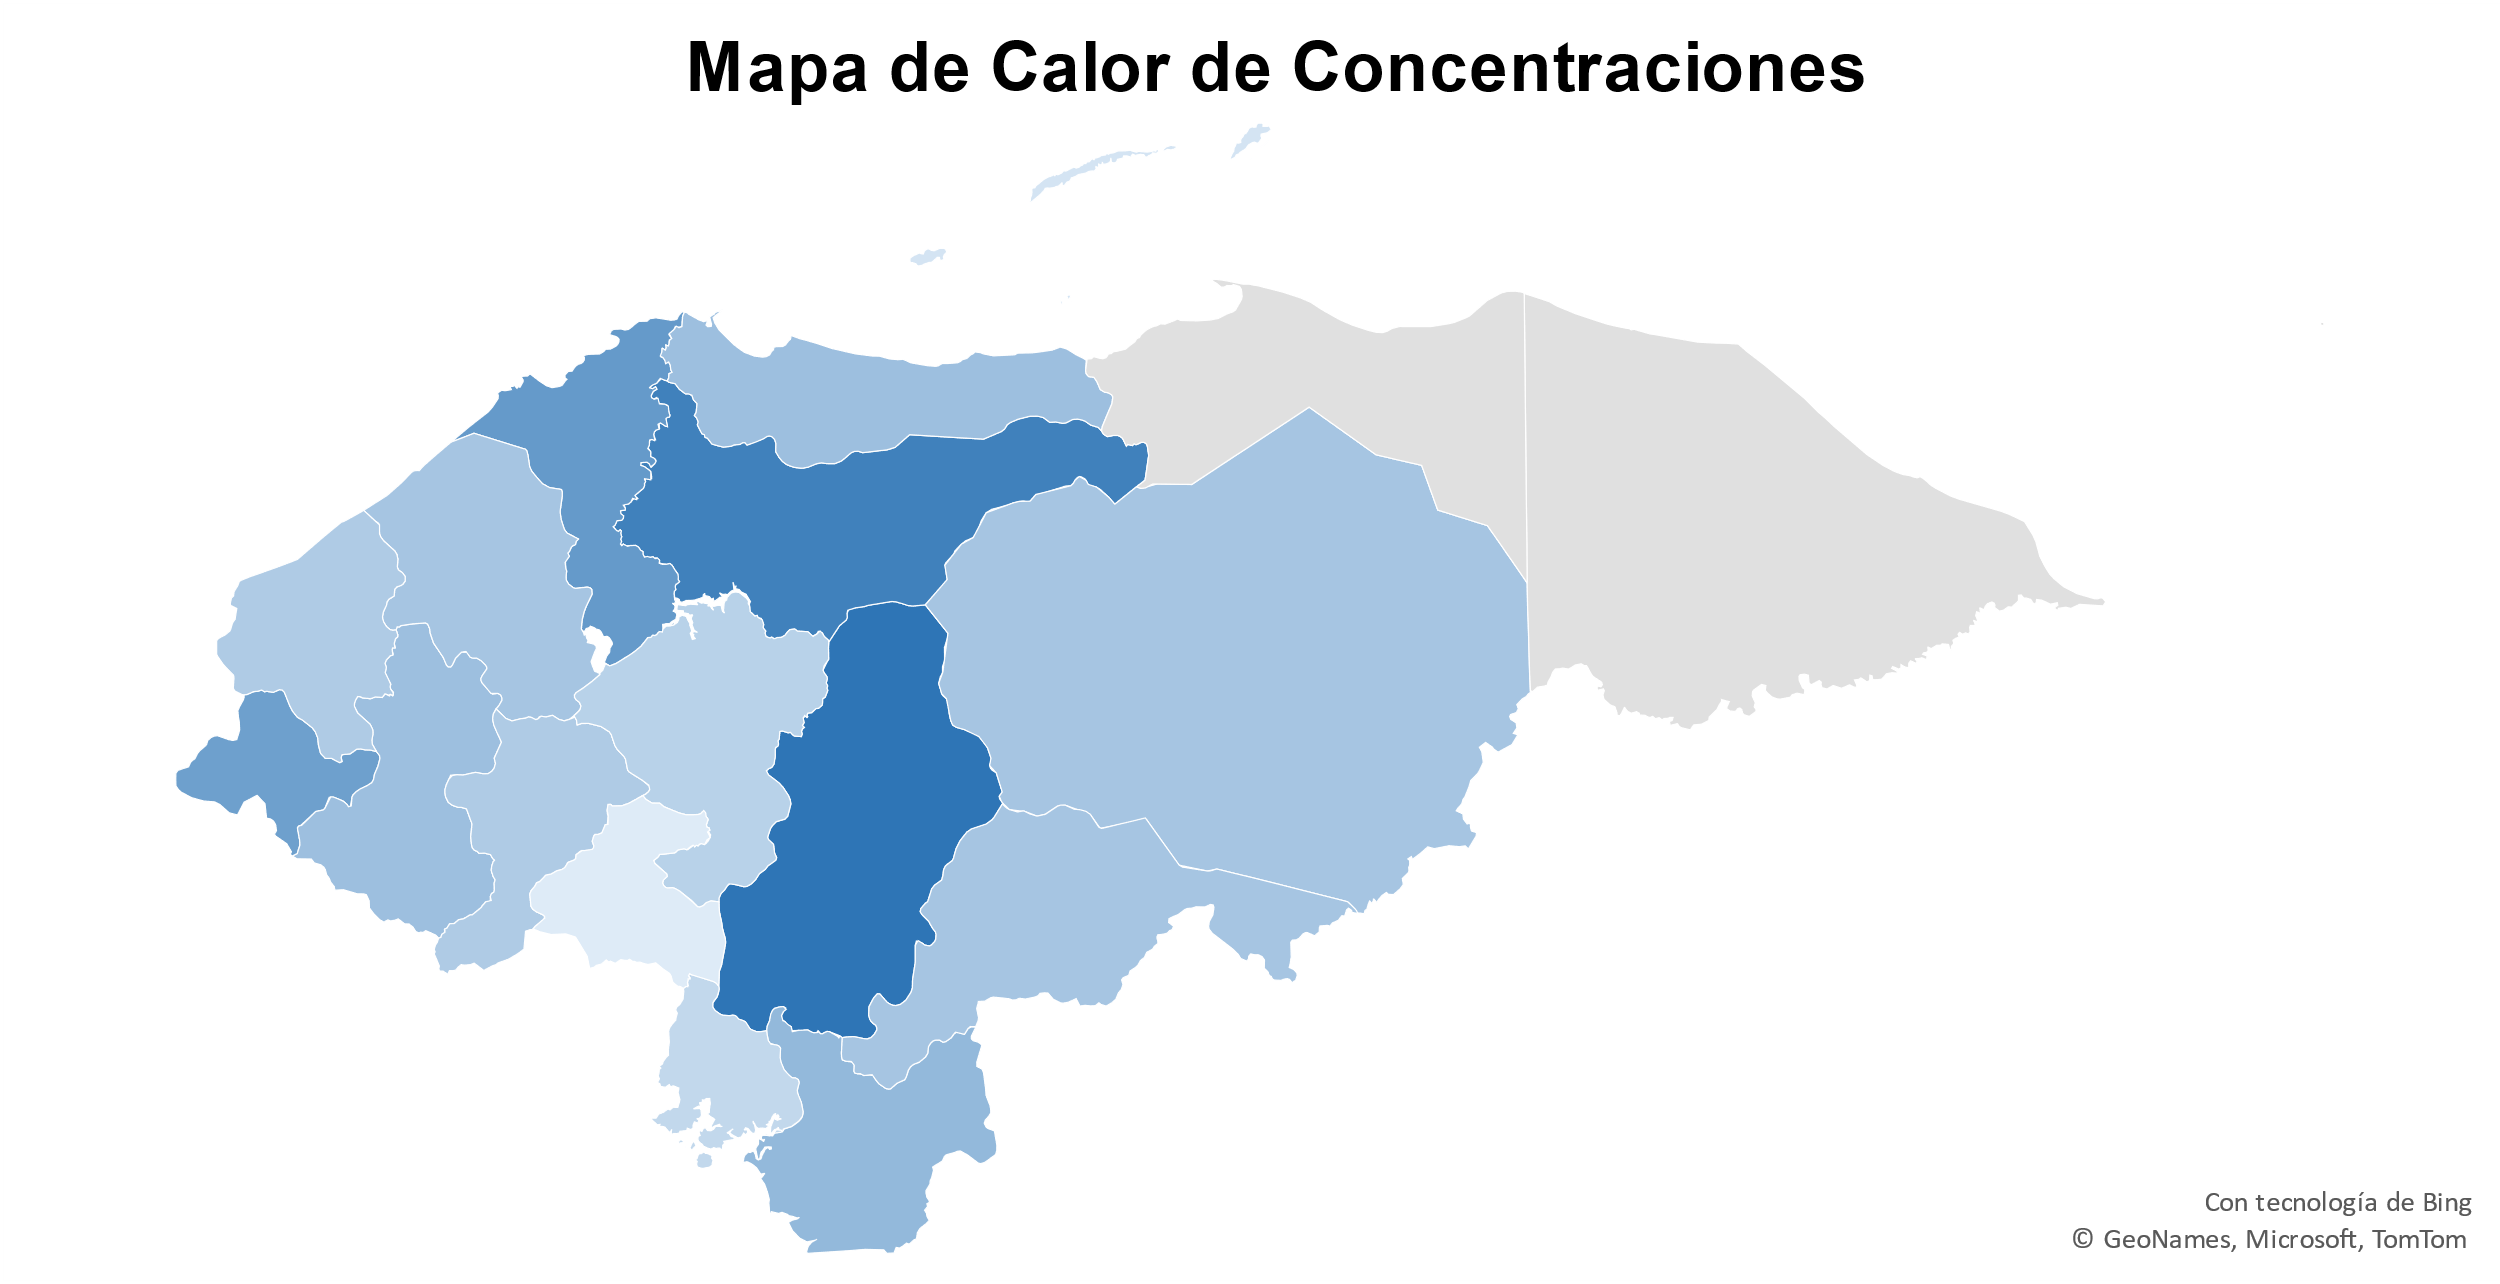 Mapa de Calor de Concentraciones
Con tecnología de Bing
© GeoNames, Microsoft, TomTom